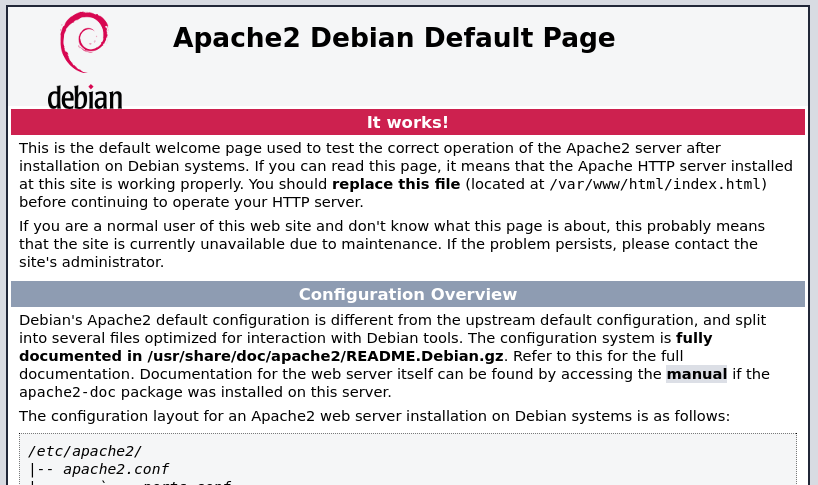 debian
Apache2 Debian Default Page
It works!
This is the default welcome page used to test the correct operation of the Apache2 server after
installation on Debian systems. If you can read this page, it means that the Apache HTTP server installed
at this site is working properly. You should replace this file (located at /var/www/html/index.html)
before continuing to operate your HTTP server.
If you are a normal user of this web site and don't know what this page is about, this probably means
that the site is currently unavailable due to maintenance. If the problem persists, please contact the
site's administrator.
Configuration Overview
Debian's Apache2 default configuration is different from the upstream default configuration, and split
into several files optimized for interaction with Debian tools. The configuration system is fully
documented in /usr/share/doc/apache2/README.Debian.gz. Refer to this for the full
documentation. Documentation for the web server itself can be found by accessing the manual if the
apache2-doc package was installed on this server.
The configuration layout for an Apache2 web server installation on Debian systems is as follows:
/etc/apache2/
|-- apache2.conf